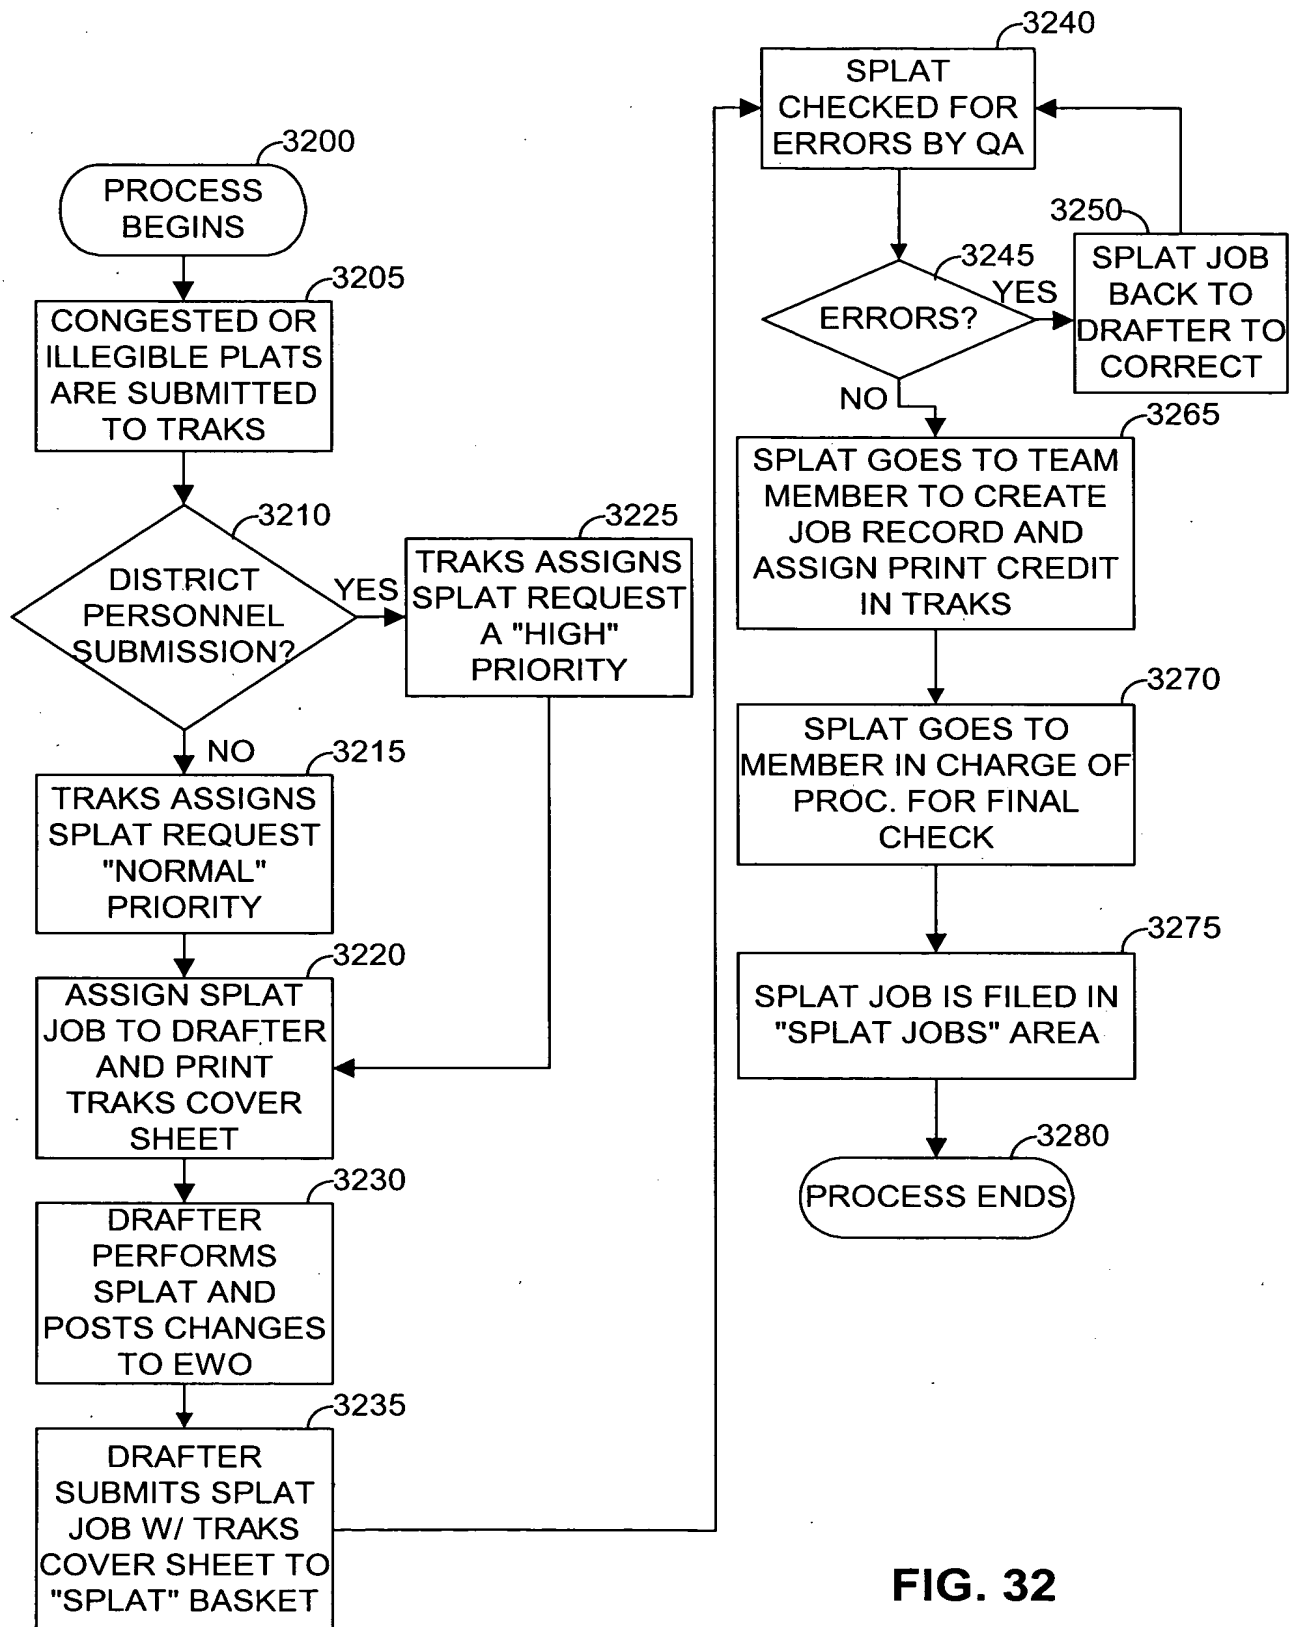 3200
PROCESS
BEGINS
3205
CONGESTED OR
ILLEGIBLE PLATS
ARE SUBMITTED
TO TRAKS
3210
DISTRICT
PERSONNEL
SUBMISSION?
YES
3225
TRAKS ASSIGNS
SPLAT REQUEST
A "HIGH"
PRIORITY
NO
3215
TRAKS ASSIGNS
SPLAT REQUEST
"NORMAL"
PRIORITY
3220
ASSIGN SPLAT
JOB TO DRAFTER
AND PRINT
TRAKS COVER
SHEET
3230
DRAFTER
PERFORMS
SPLAT AND
POSTS CHANGES
TO EWO
3235
DRAFTER
SUBMITS SPLAT
JOB W/ TRAKS
COVER SHEET TO
"SPLAT" BASKET
3240
SPLAT
CHECKED FOR
ERRORS BY QA
3245
ERRORS?
YES
3250
SPLAT JOB
BACK TO
DRAFTER TO
CORRECT
NO
3265
SPLAT GOES TO TEAM
MEMBER TO CREATE
JOB RECORD AND
ASSIGN PRINT CREDIT
IN TRAKS
3270
SPLAT GOES TO
MEMBER IN CHARGE OF
PROC. FOR FINAL
CHECK
3275
SPLAT JOB IS FILED IN
"SPLAT JOBS" AREA
3280
PROCESS ENDS
FIG. 32